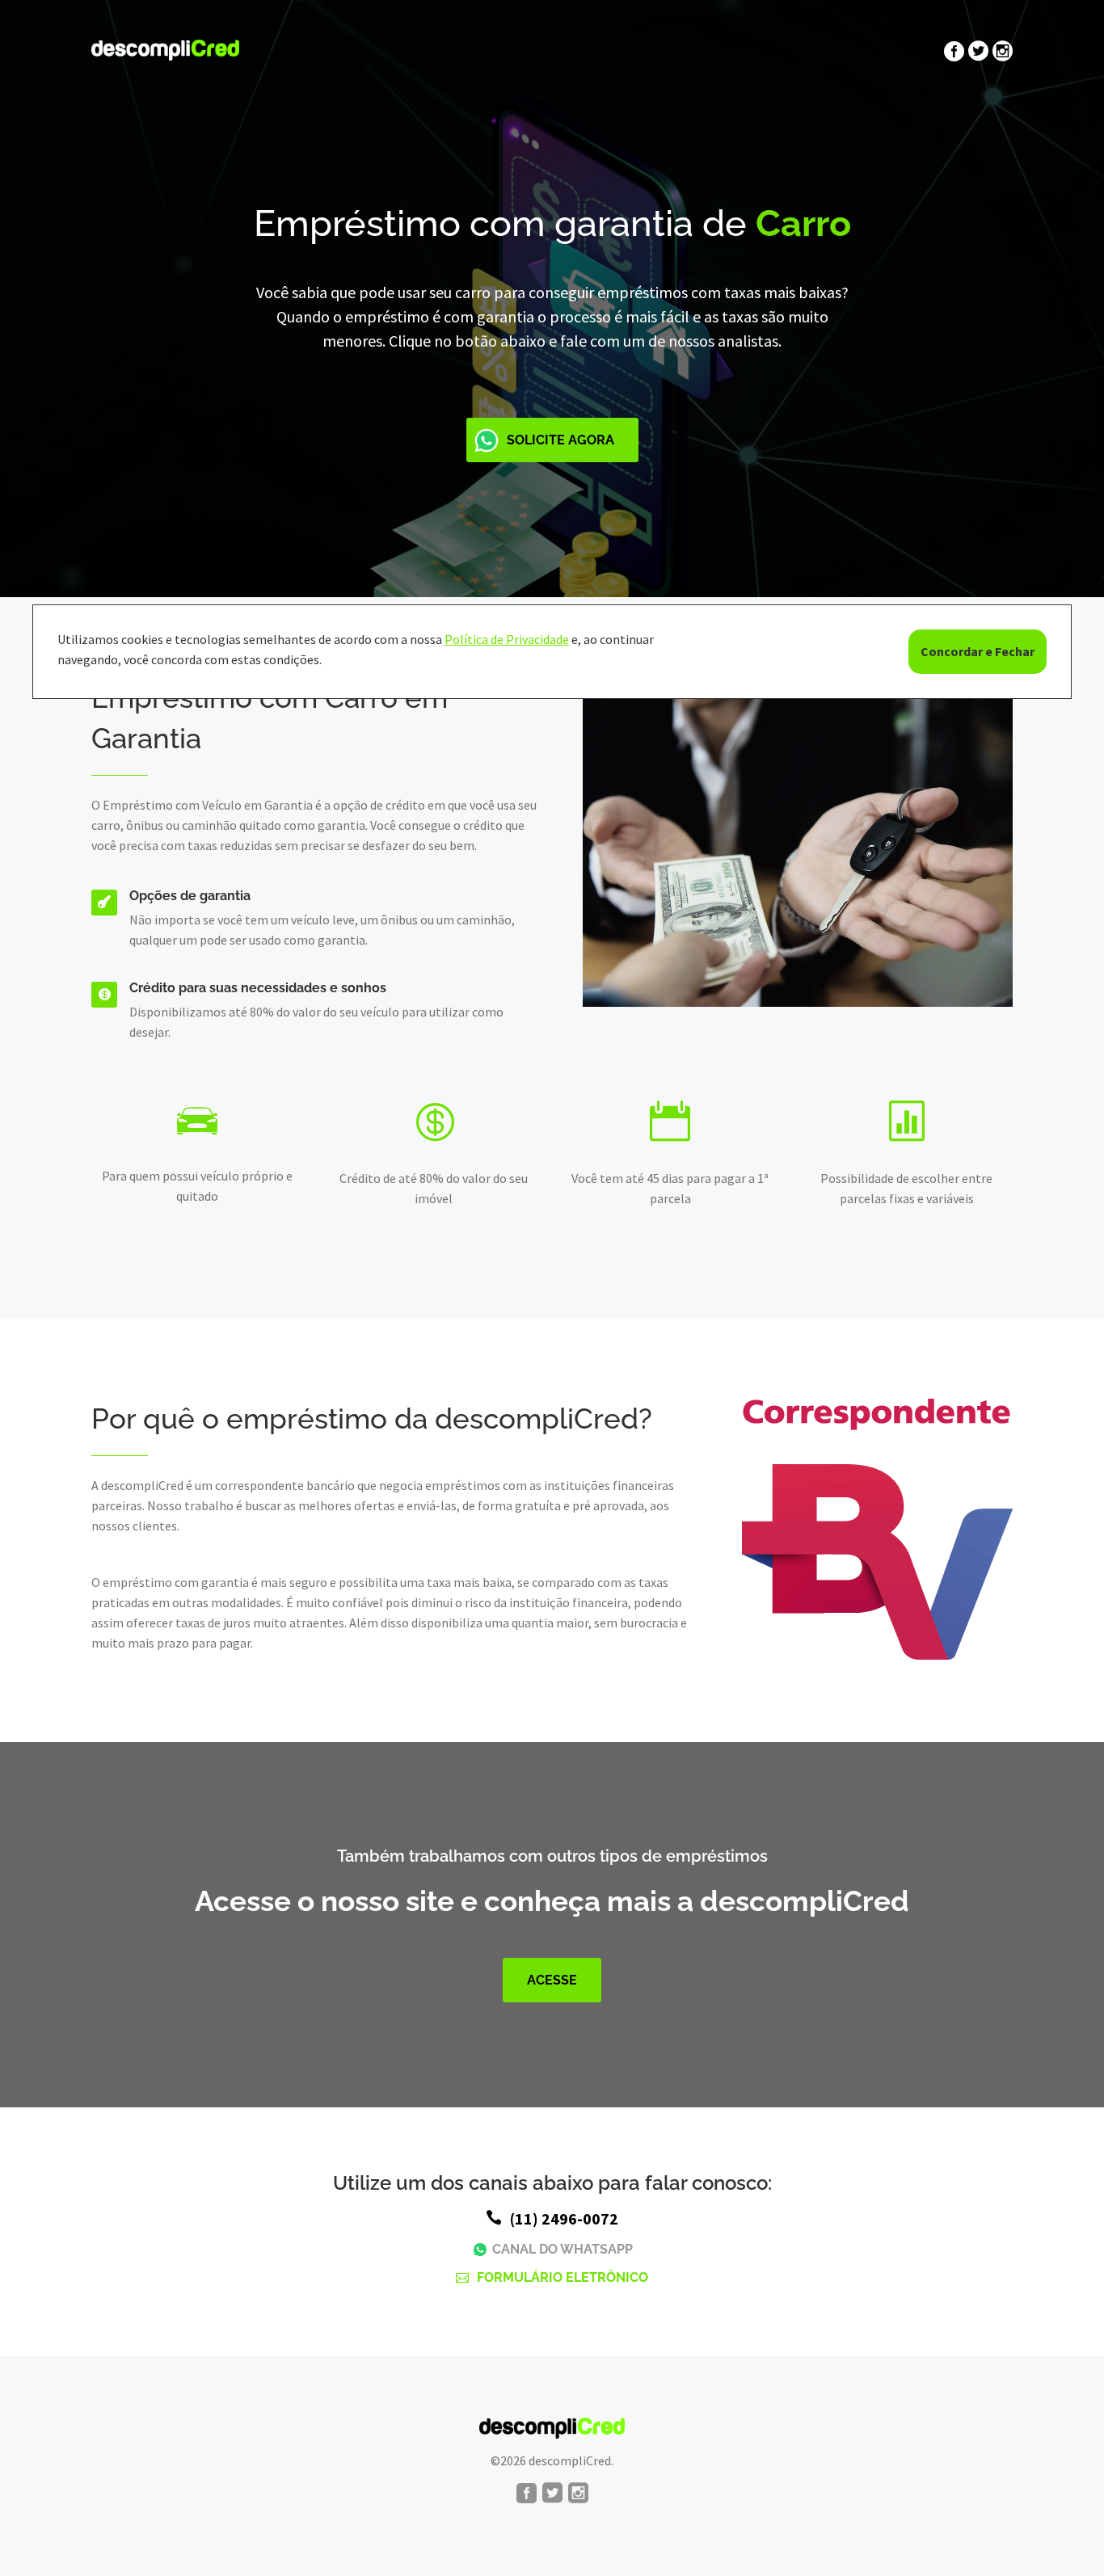 descompliCred
Empréstimo com garantia de Carro
Você sabia que pode usar seu carro para conseguir empréstimos com taxas mais baixas?
Quando o empréstimo é com garantia o processo é mais fácil e as taxas são muito
menores. Clique no botão abaixo e fale com um de nossos analistas.
SOLICITE AGORA
Utilizamos cookies e tecnologias semelhantes de acordo com a nossa Política de Privacidade e, ao continuar
navegando, você concorda com estas condições.
Concordar e Fechar
Empréstimo com Carro em
Garantia
O Empréstimo com Veículo em Garantia é a opção de crédito em que você usa seu
carro, ônibus ou caminhão quitado como garantia. Você consegue o crédito que
você precisa com taxas reduzidas sem precisar se desfazer do seu bem.
Opções de garantia
Não importa se você tem um veículo leve, um ônibus ou um caminhão,
qualquer um pode ser usado como garantia.
Crédito para suas necessidades e sonhos
Disponibilizamos até 80% do valor do seu veículo para utilizar como
desejar.
Para quem possui veículo próprio e
quitado
Crédito de até 80% do valor do seu
imóvel
Você tem até 45 dias para pagar a 1ª
parcela
Possibilidade de escolher entre
parcelas fixas e variáveis
Por quê o empréstimo da descompliCred?
A descompliCred é um correspondente bancário que negocia empréstimos com as instituições financeiras
parceiras. Nosso trabalho é buscar as melhores ofertas e enviá-las, de forma gratuíta e pré aprovada, aos
nossos clientes.
O empréstimo com garantia é mais seguro e possibilita uma taxa mais baixa, se comparado com as taxas
praticadas em outras modalidades. É muito confiável pois diminui o risco da instituição financeira, podendo
assim oferecer taxas de juros muito atraentes. Além disso disponibiliza uma quantia maior, sem burocracia e
muito mais prazo para pagar.
Correspondente
BV
Também trabalhamos com outros tipos de empréstimos
Acesse o nosso site e conheça mais a descompliCred
ACESSE
Utilize um dos canais abaixo para falar conosco:
(11) 2496-0072
CANAL DO WHATSAPP
FORMULÁRIO ELETRÔNICO
descompliCred
©2026 descompliCred.